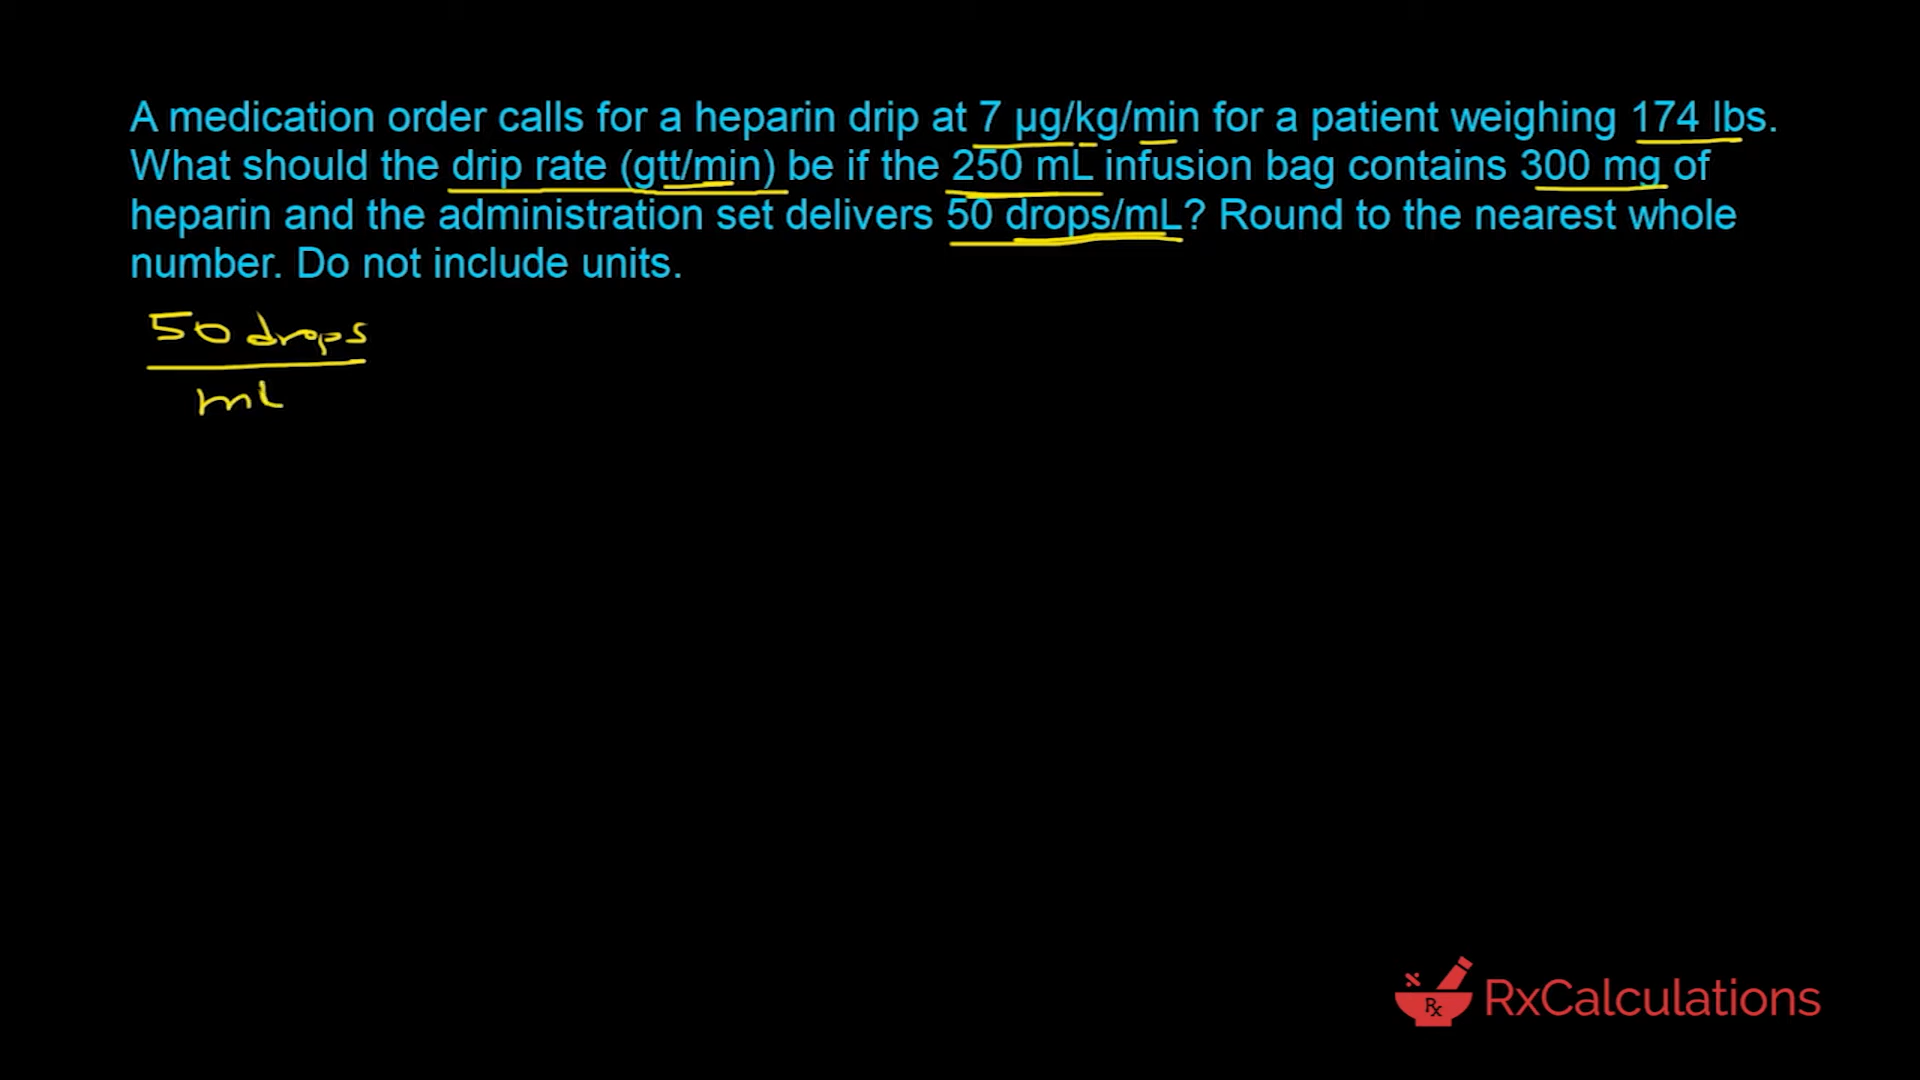 A medication order calls for a heparin drip at 7 µg/kg/min for a patient weighing 174 lbs.
What should the drip rate (gtt/min) be if the 250 mL infusion bag contains 300 mg of
heparin and the administration set delivers 50 drops/mL? Round to the nearest whole
number. Do not include units.
50 drops
mL
Rx
RxCalculations